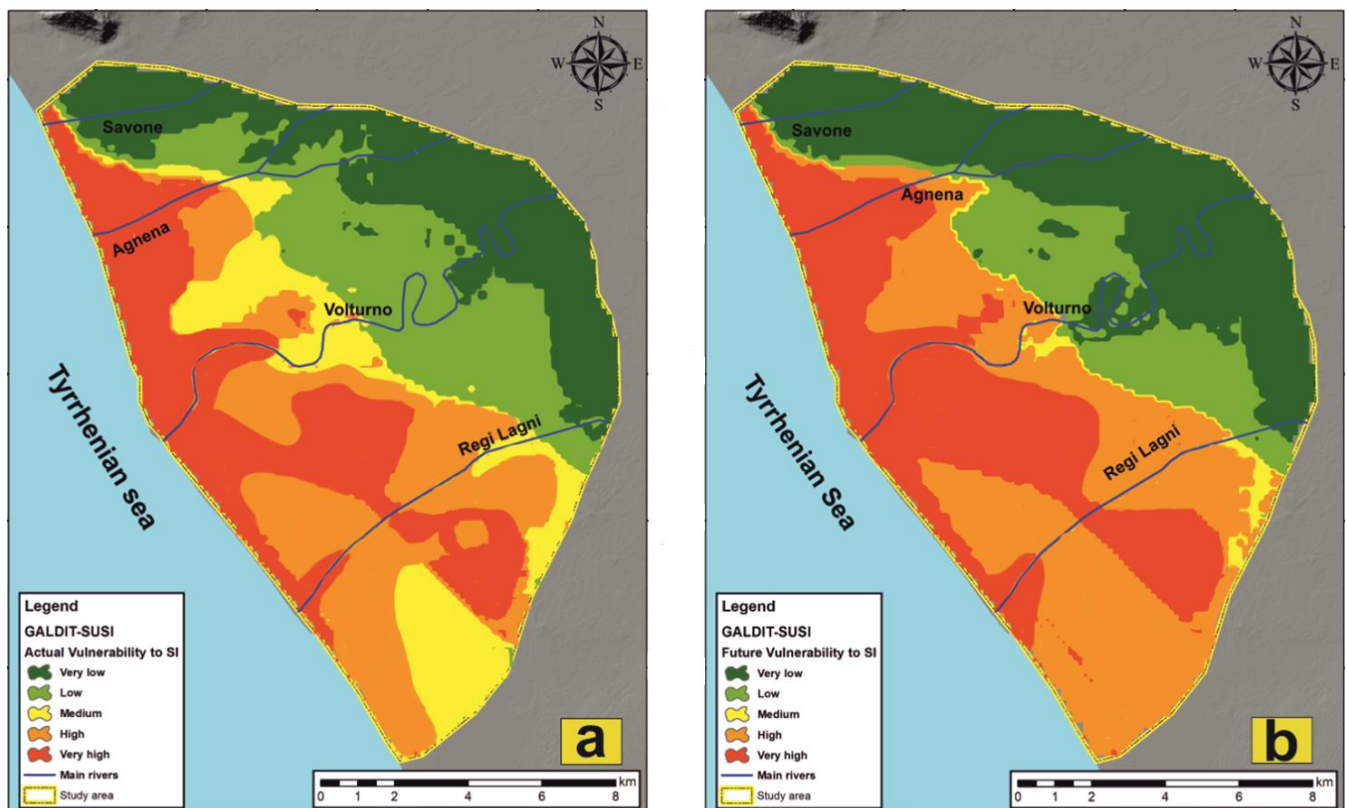 N
W E
S
Savone
Agnena
Volturno
Regi Lagni
Tyrrhenian sea
Legend
GALDIT-SUSI
Actual Vulnerability to SI
Very low
Low
Medium
High
Very high
Main rivers
Study area
a
km
0 1 2 4 6 8
N
W E
S
Savone
Agnena
Volturno
Regi Lagni
Tyrrhenian Sea
Legend
GALDIT-SUSI
Future Vulnerability to SI
Very low
Low
Medium
High
Very high
Main rivers
Study area
b
km
0 1 2 4 6 8